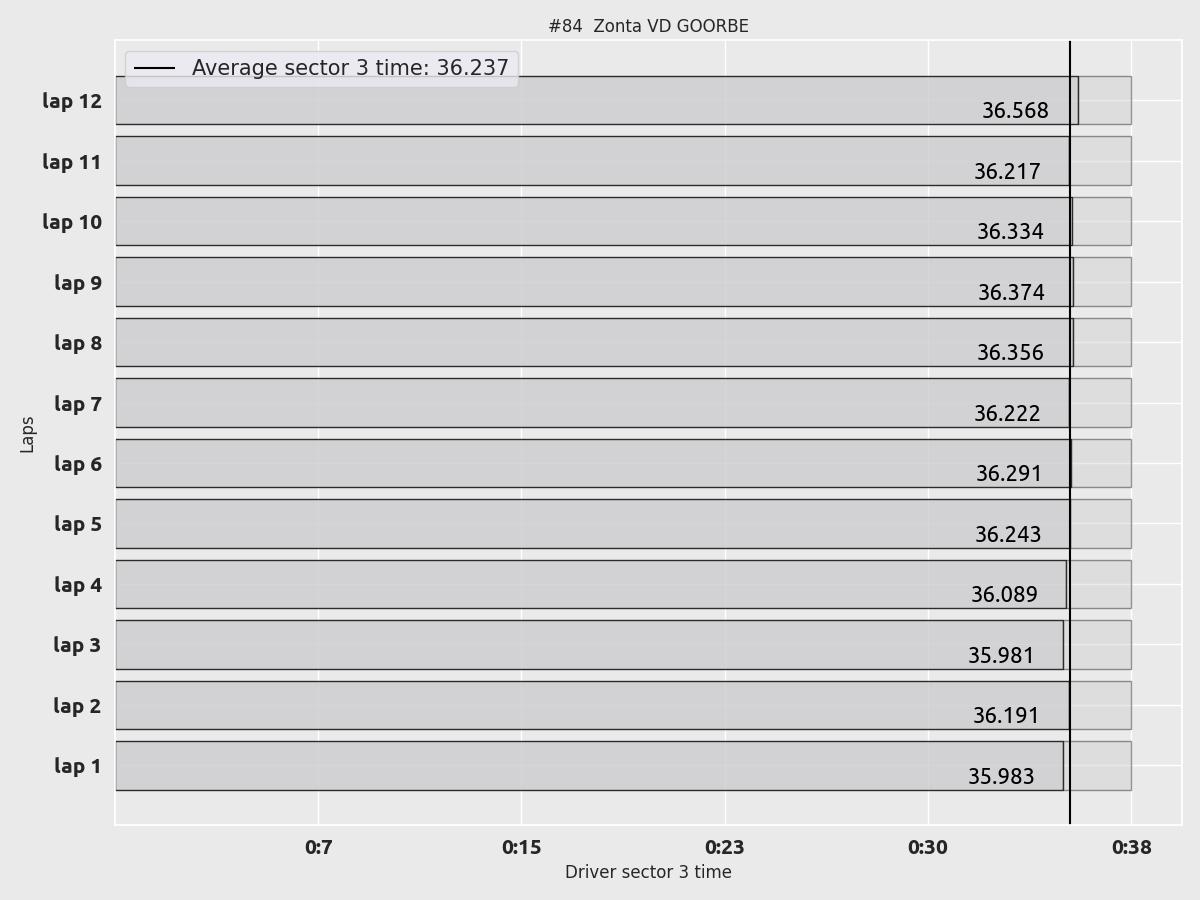 #84  Zonta VD GOORBE
Average sector 3 time: 36.237
lap 12
36.568
lap 11
36.217
lap 10
36.334
lap 9
36.374
lap 8
36.356
lap 7
36.222
lap 6
36.291
lap 5
36.243
lap 4
36.089
lap 3
35.981
lap 2
36.191
lap 1
35.983
Laps
0:7
0:15
0:23
0:30
0:38
Driver sector 3 time